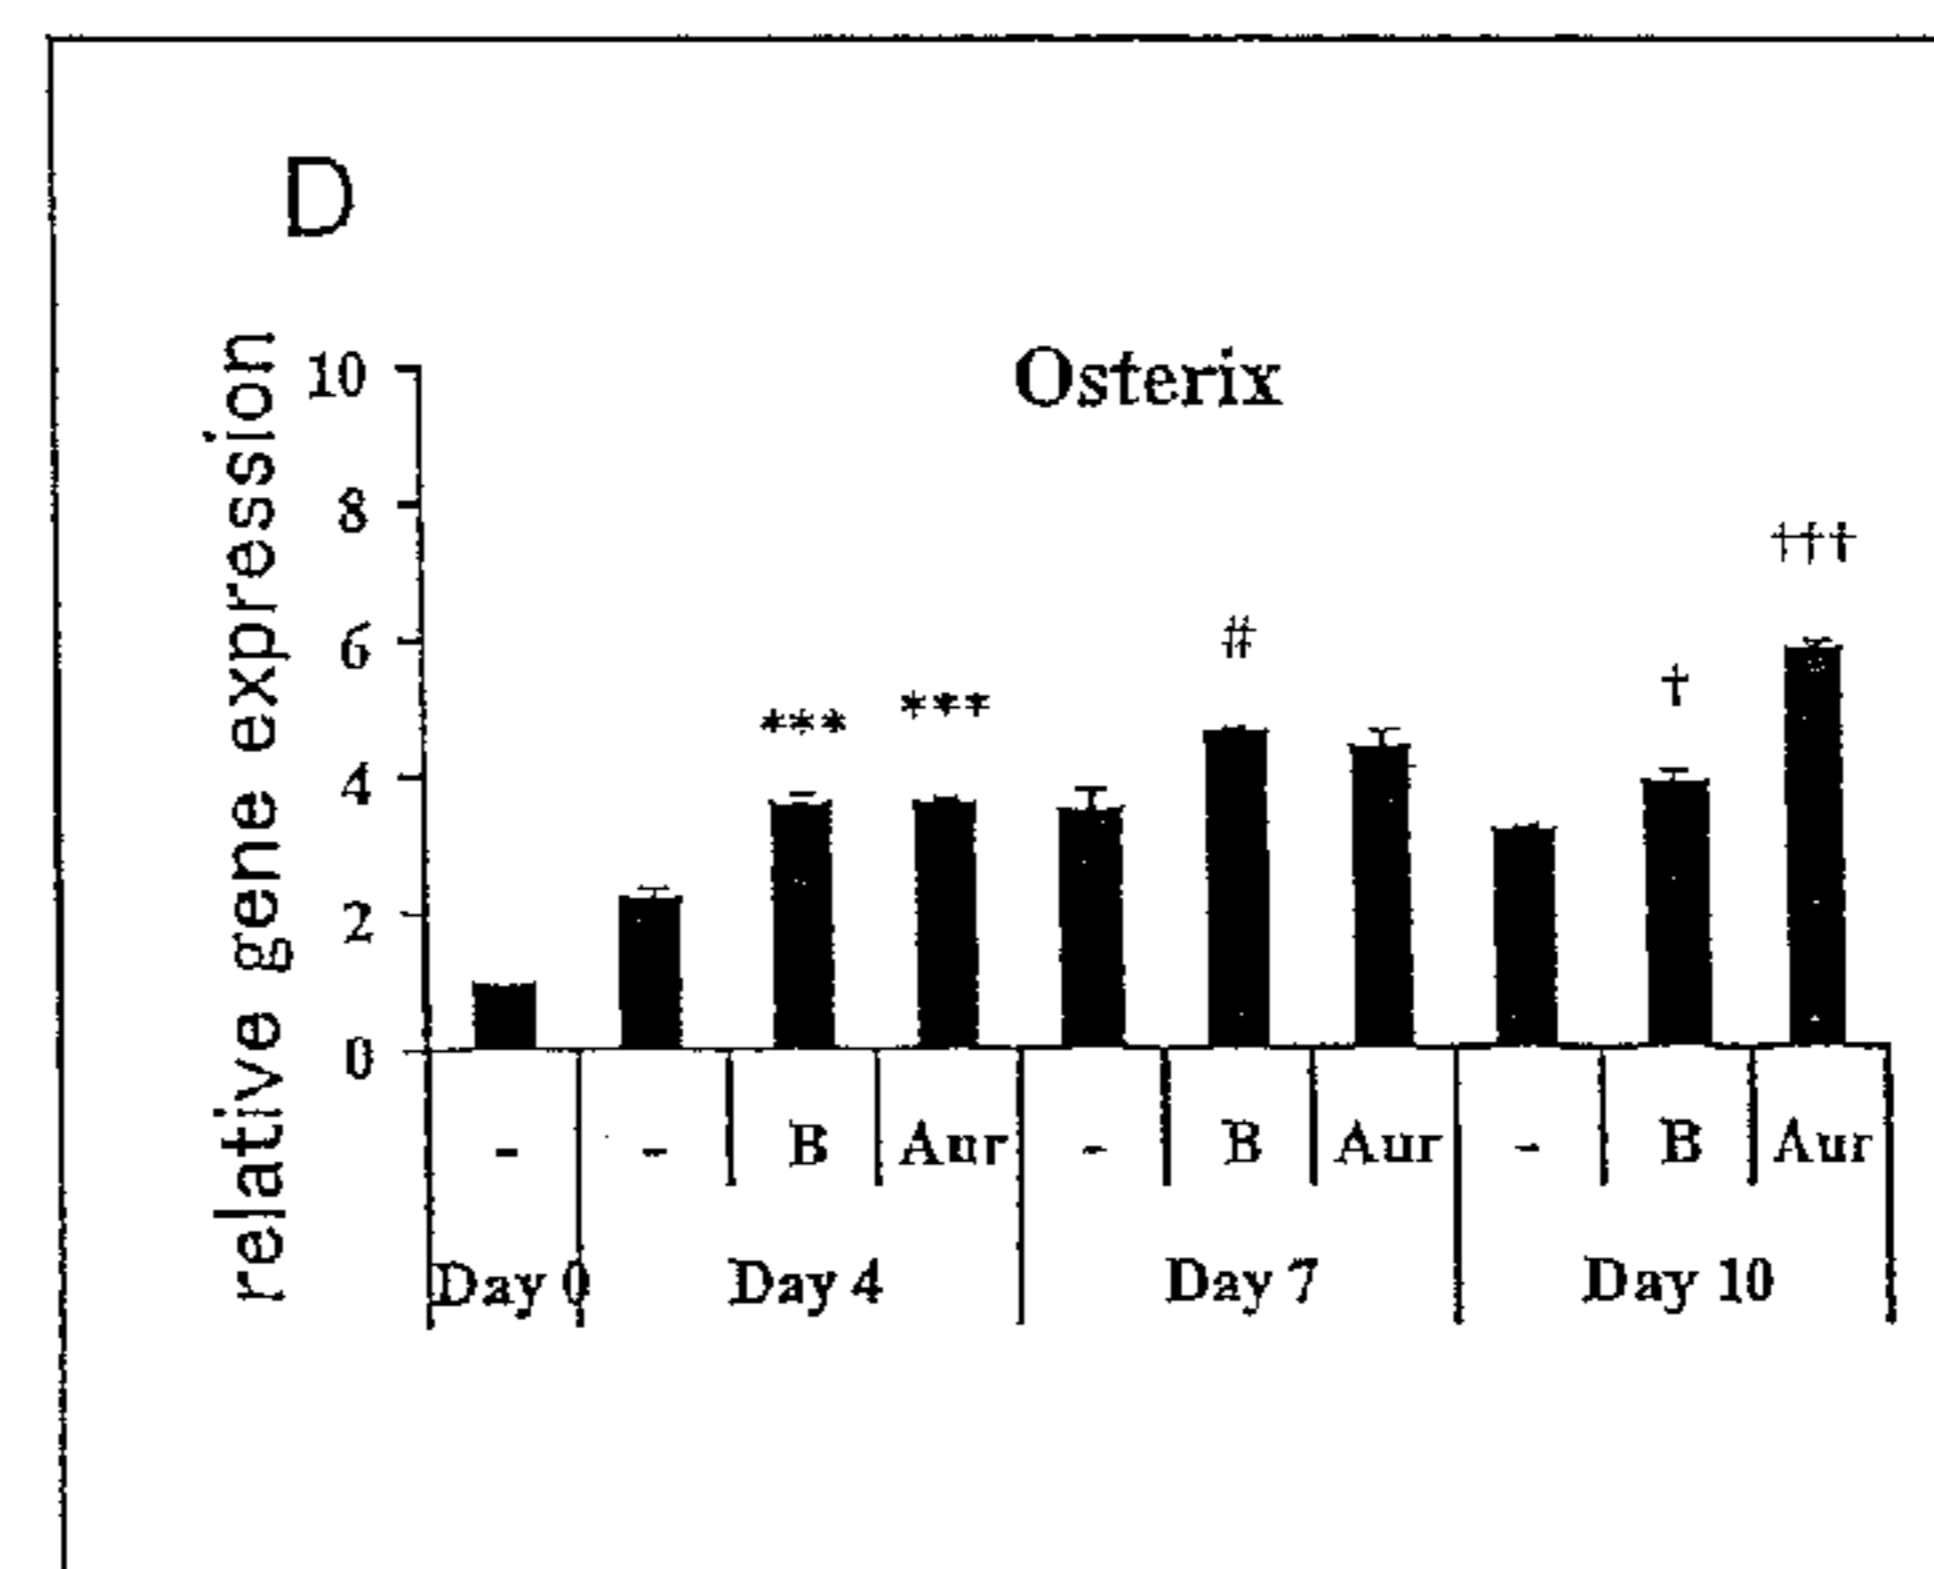 D
relative gene expression
Osterix
10
8
6
4
2
0
***
***
#
†
†††
- - B Aur - B Aur - B Aur
Day 0 Day 4 Day 7 Day 10